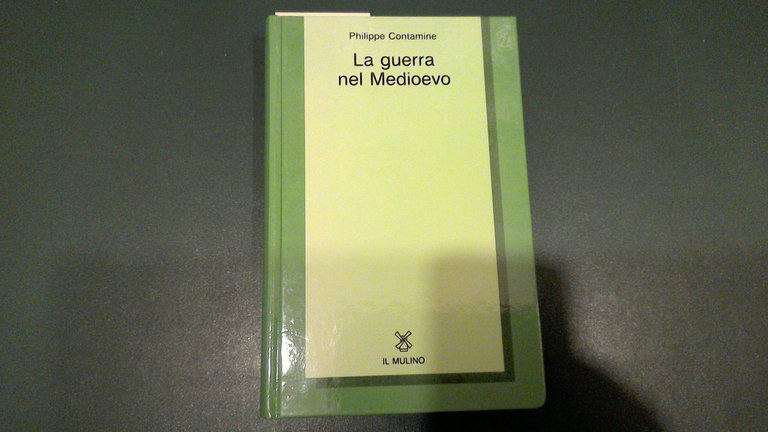 Philippe Contamine
La guerra
nel Medioevo
IL MULINO